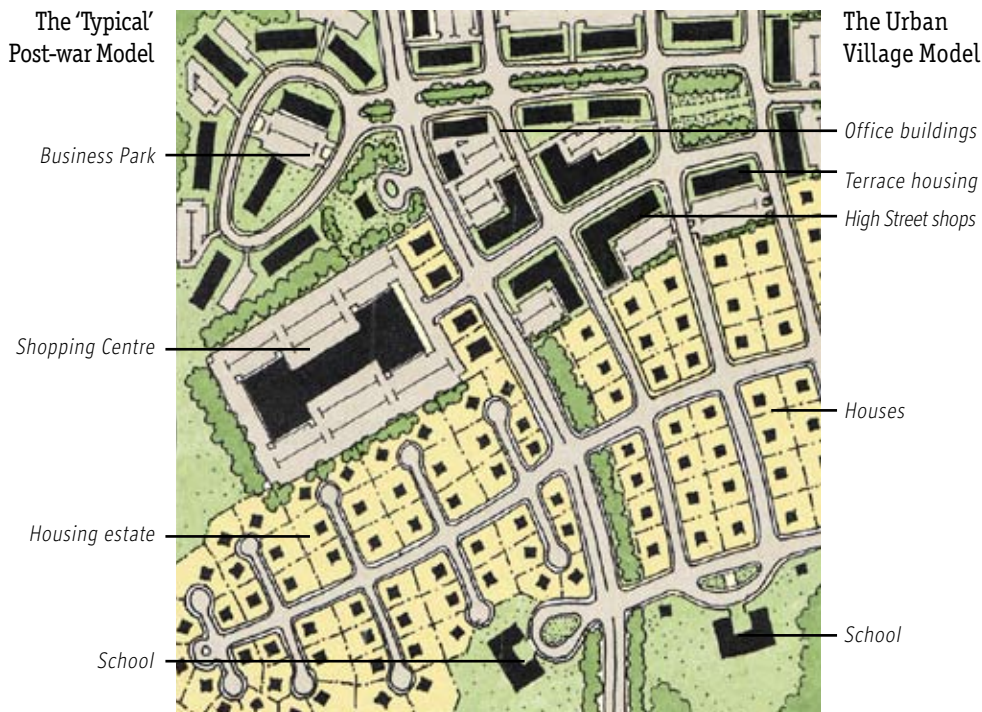 The ‘Typical’
Post-war Model
Business Park
Shopping Centre
Housing estate
School
The Urban
Village Model
Office buildings
Terrace housing
High Street shops
Houses
School